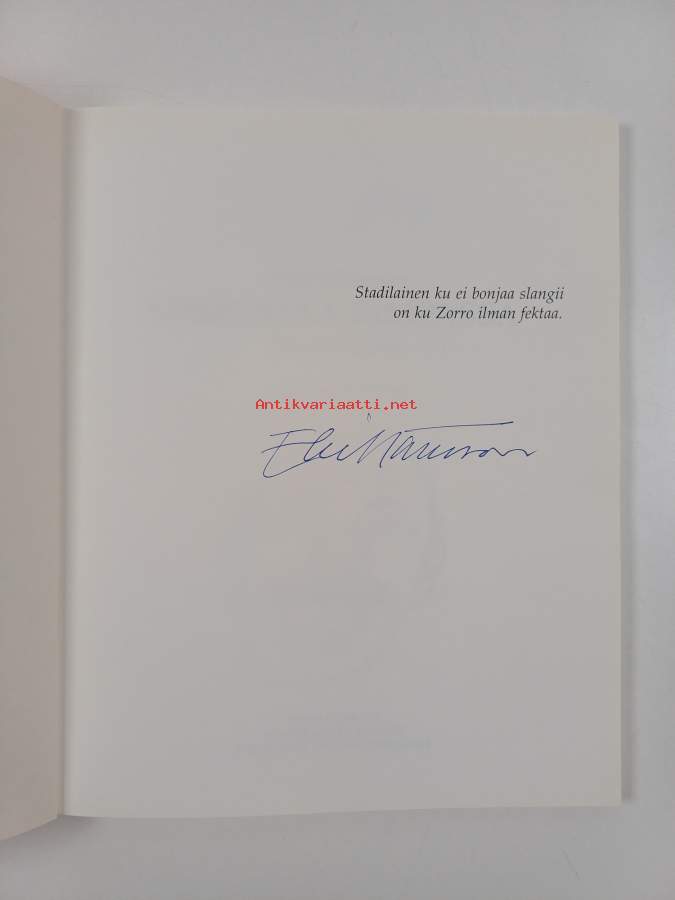 Stadilainen ku ei bonjaa slangii
on ku Zorro ilman fektaa.
Antikvariaatti.net